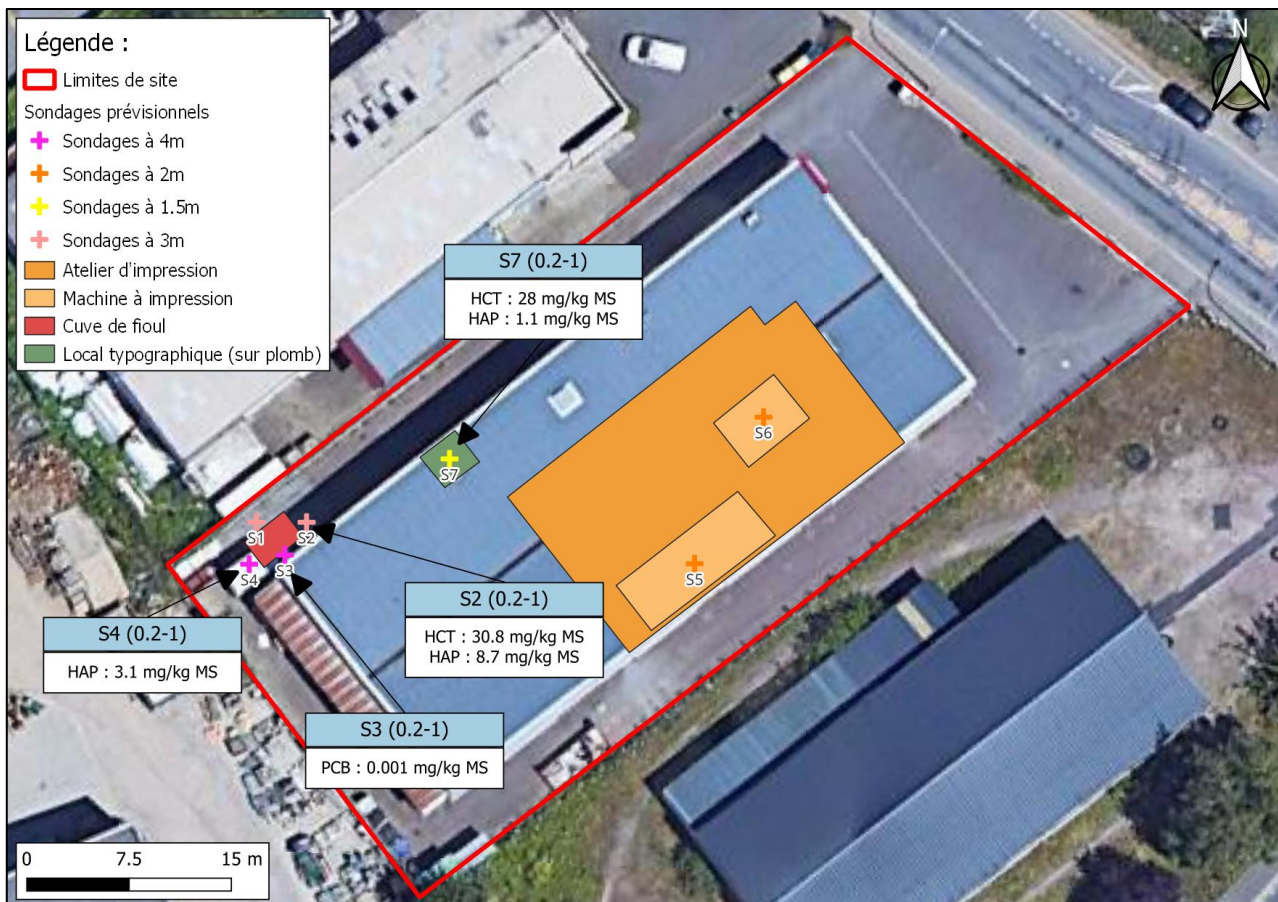 Légende :
Limites de site
Sondages prévisionnels
Sondages à 4m
Sondages à 2m
Sondages à 1.5m
Sondages à 3m
Atelier d'impression
Machine à impression
Cuve de fioul
Local typographique (sur plomb)
N
S7 (0.2-1)
HCT : 28 mg/kg MS
HAP : 1.1 mg/kg MS
S6
S7
S1
S2
S3
S4
S5
S2 (0.2-1)
HCT : 30.8 mg/kg MS
HAP : 8.7 mg/kg MS
S4 (0.2-1)
HAP : 3.1 mg/kg MS
S3 (0.2-1)
PCB : 0.001 mg/kg MS
0 7.5 15 m